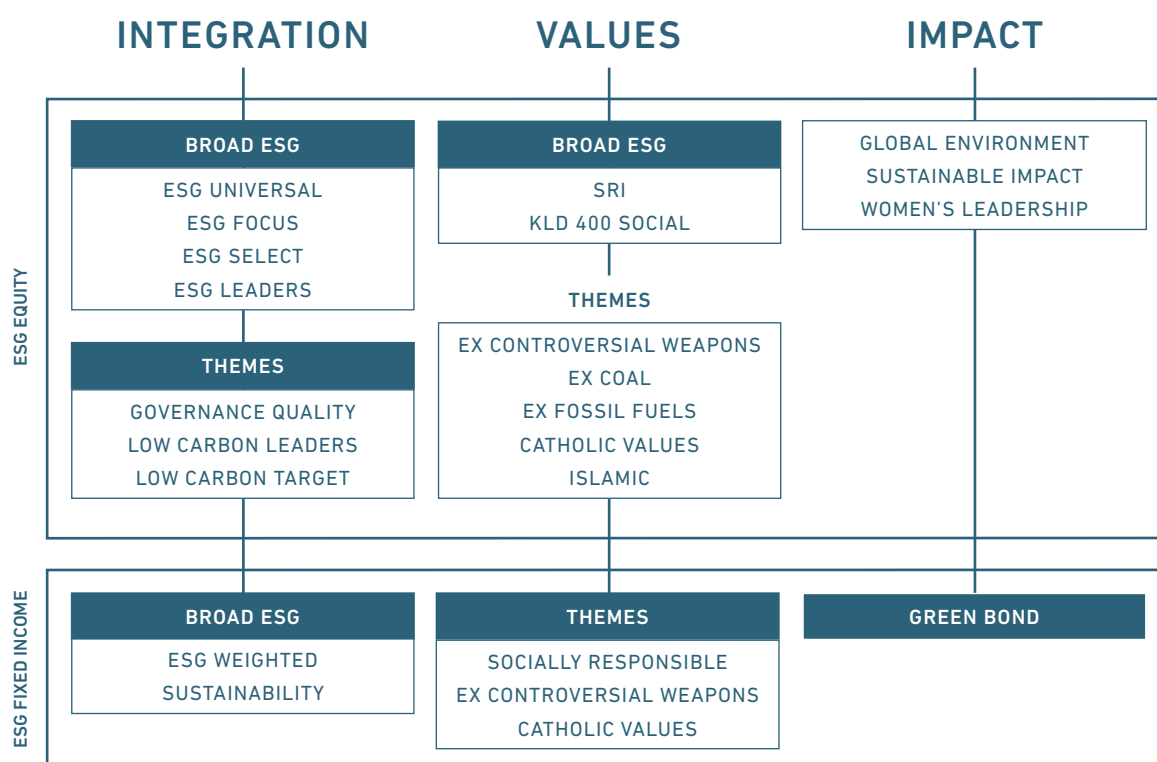 INTEGRATION
VALUES
IMPACT
ESG EQUITY
BROAD ESG
ESG UNIVERSAL
ESG FOCUS
ESG SELECT
ESG LEADERS
THEMES
GOVERNANCE QUALITY
LOW CARBON LEADERS
LOW CARBON TARGET
BROAD ESG
SRI
KLD 400 SOCIAL
THEMES
EX CONTROVERSIAL WEAPONS
EX COAL
EX FOSSIL FUELS
CATHOLIC VALUES
ISLAMIC
GLOBAL ENVIRONMENT
SUSTAINABLE IMPACT
WOMEN'S LEADERSHIP
ESG FIXED INCOME
BROAD ESG
ESG WEIGHTED
SUSTAINABILITY
THEMES
SOCIALLY RESPONSIBLE
EX CONTROVERSIAL WEAPONS
CATHOLIC VALUES
GREEN BOND